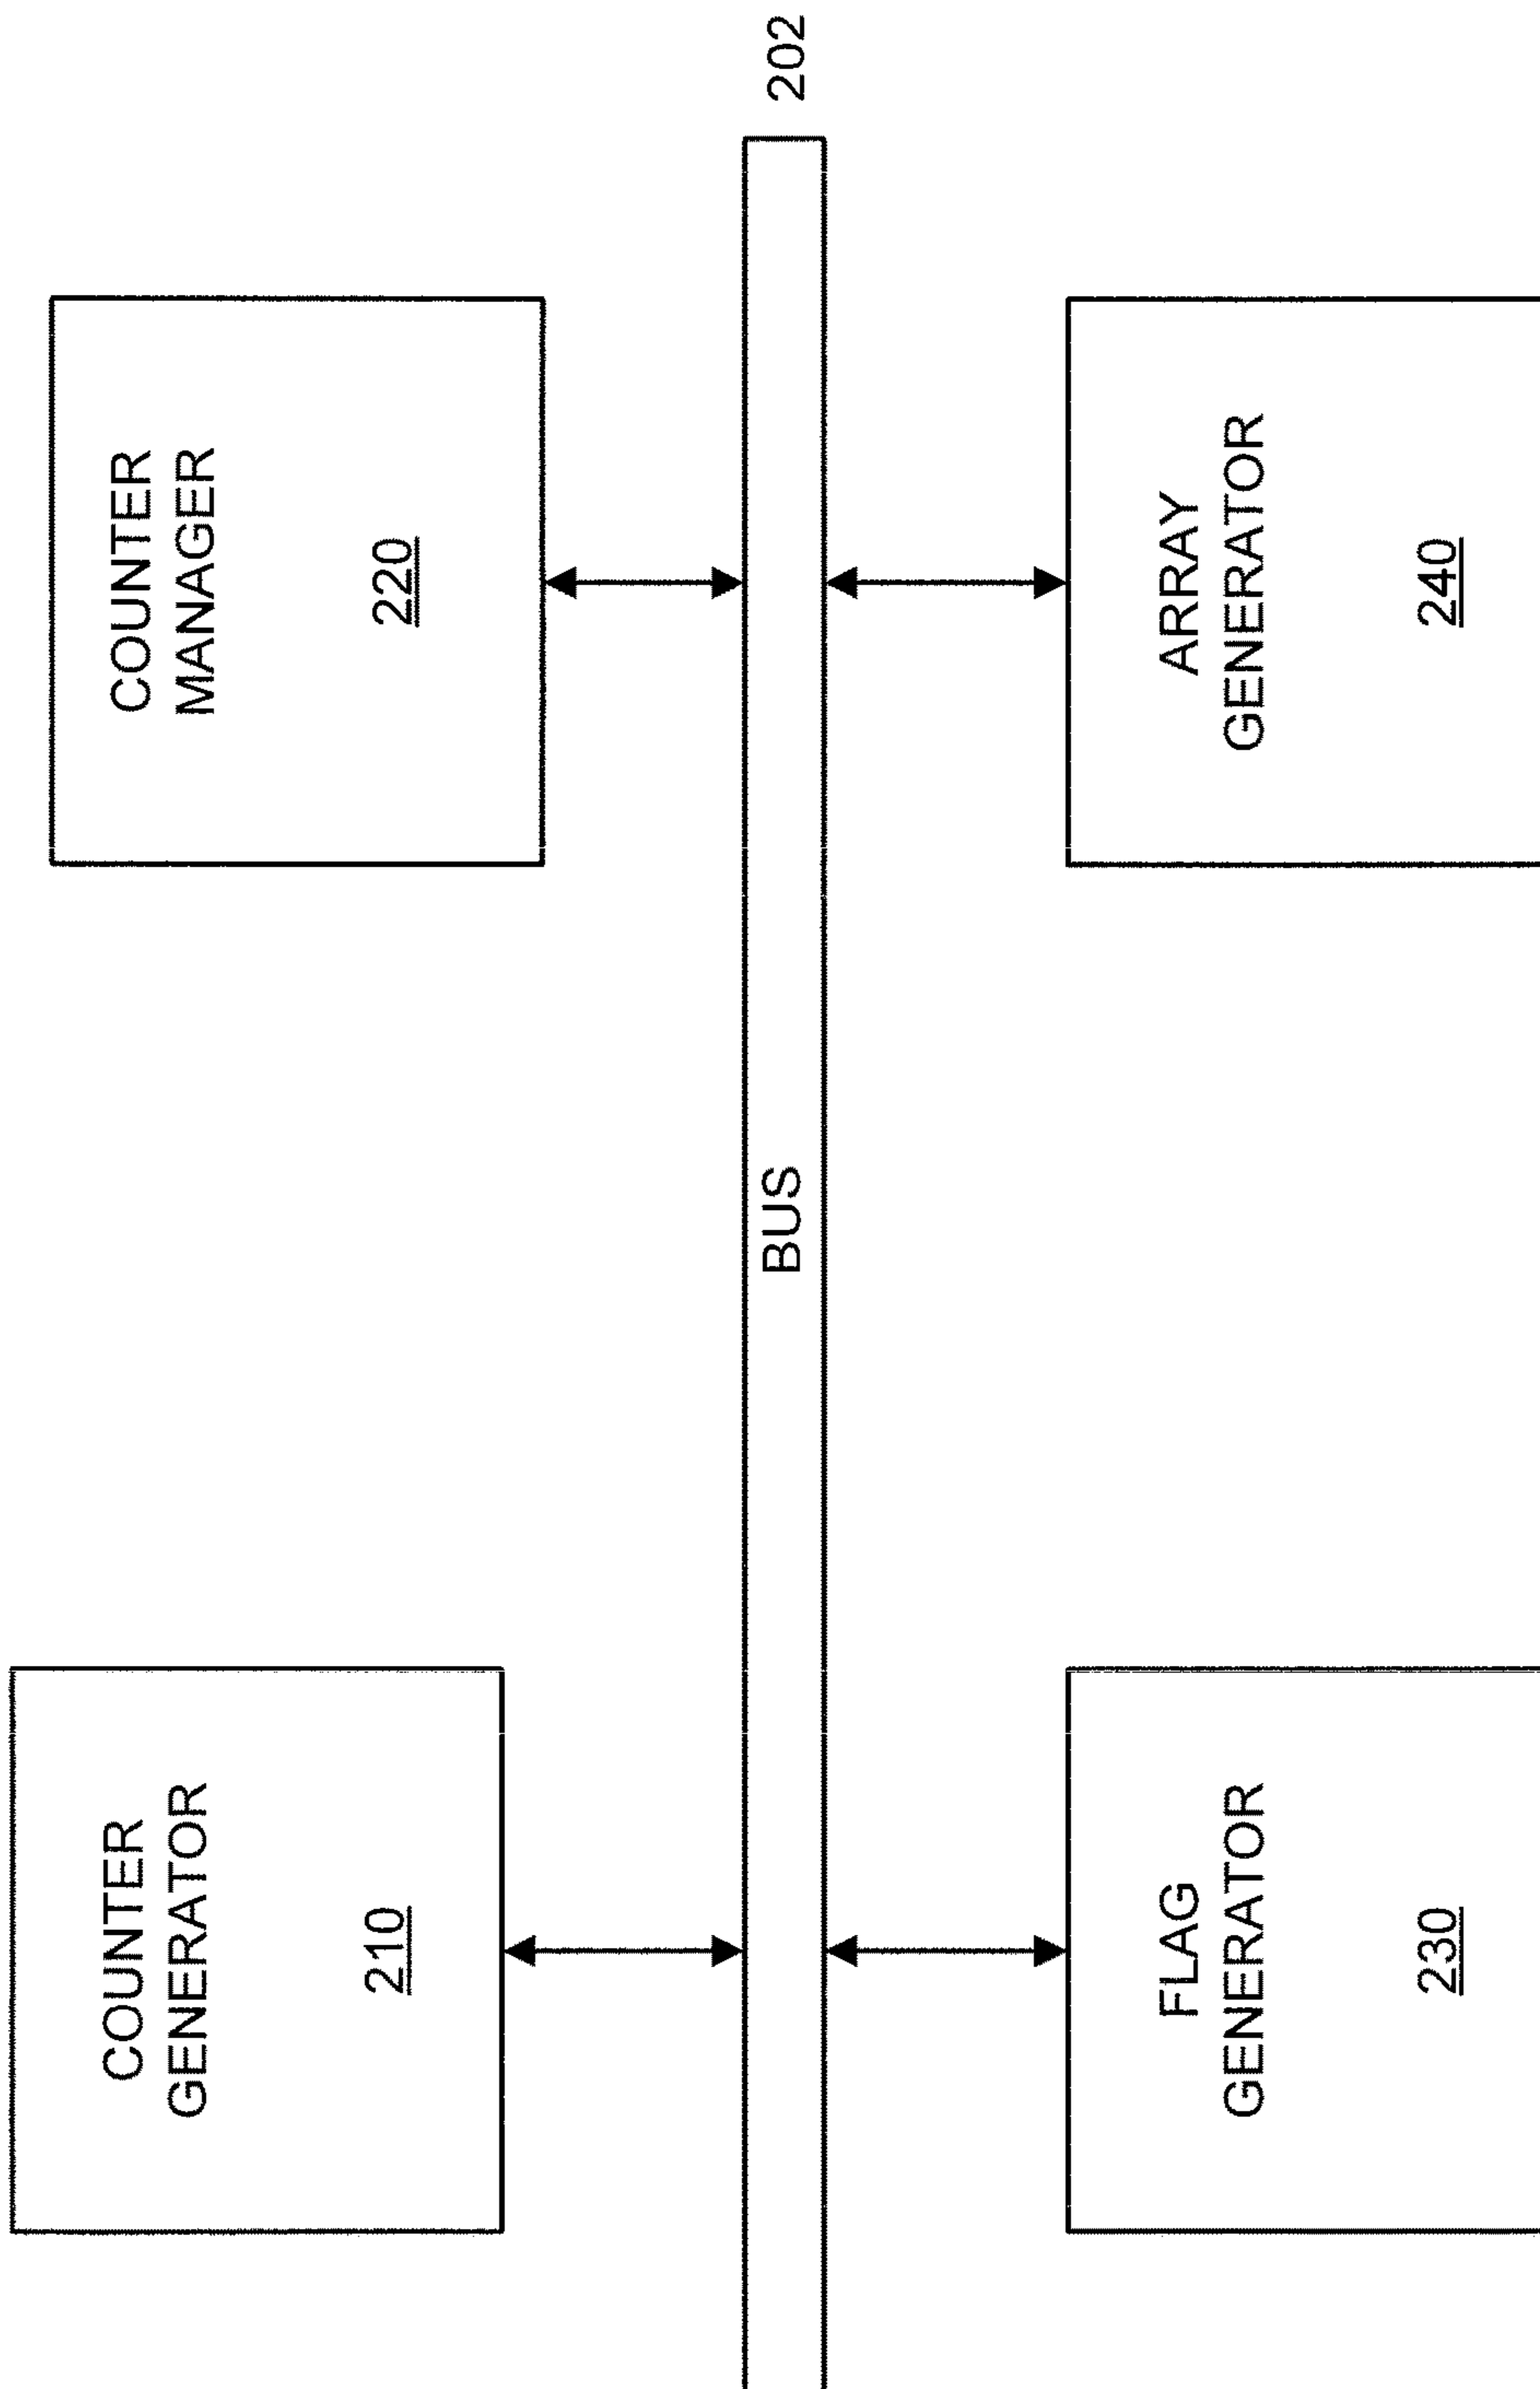 COUNTER
GENERATOR
210
COUNTER
MANAGER
220
BUS
202
FLAG
GENERATOR
230
ARRAY
GENERATOR
240